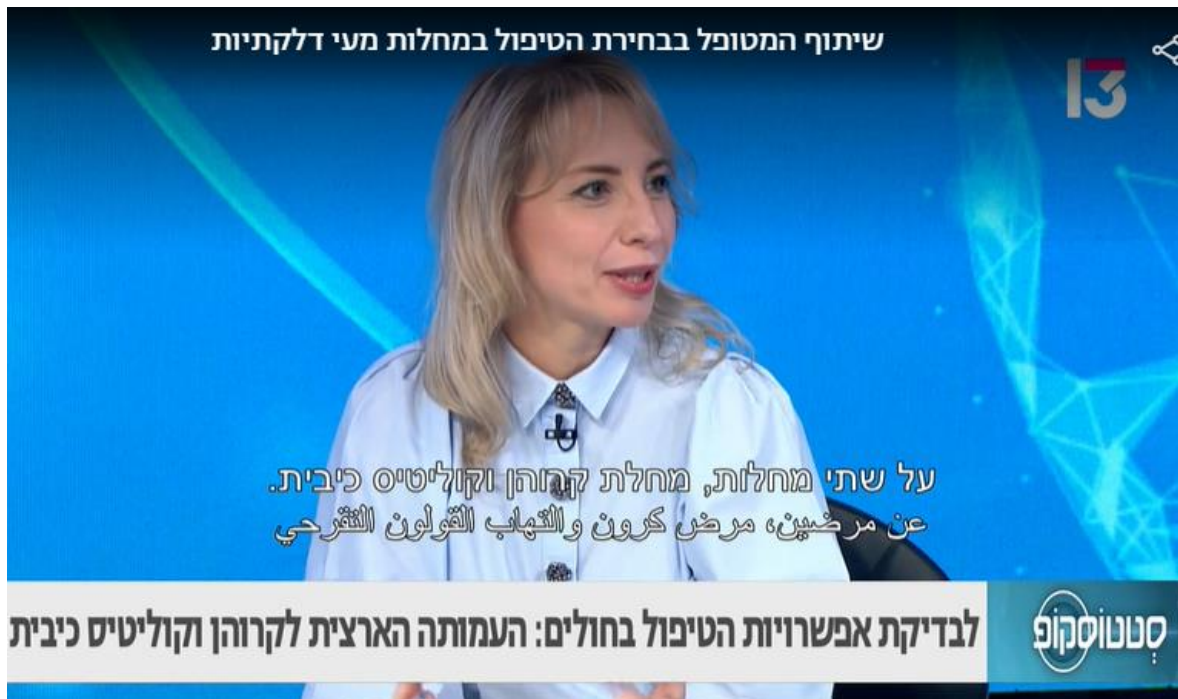 שיתוף המטופל בבחירת הטיפול במחלות מעי דלקתיות
13
על שתי מחלות, מחלת קרוהן וקוליטיס כיבית.
عن مرضين، مرض كرون والتهاب القولون التقرحي
לבדיקת אפשרויות הטיפול בחולים: העמותה הארצית לקרוהן וקוליטיס כיבית
סטטוסקופ